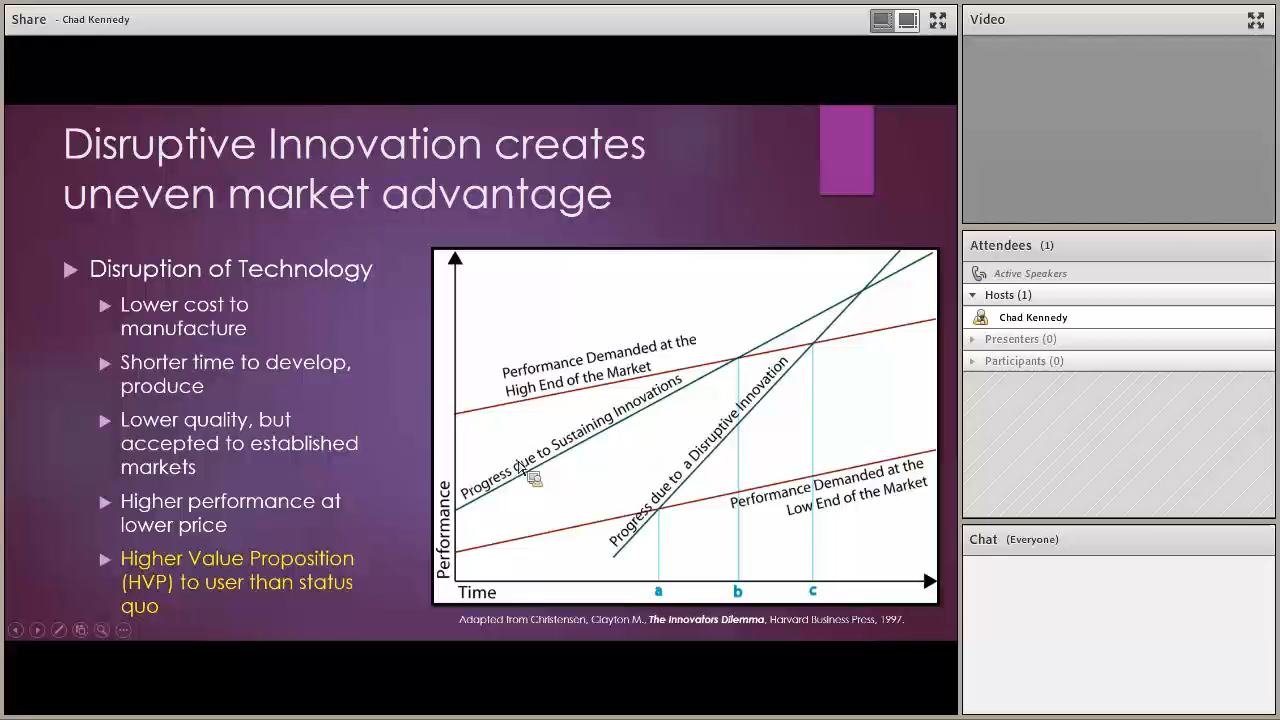 Share - Chad Kennedy
Disruptive Innovation creates
uneven market advantage
Disruption of Technology
Lower cost to
manufacture
Shorter time to develop,
produce
Lower quality, but
accepted to established
markets
Higher performance at
lower price
Higher Value Proposition
(HVP) to user than status
quo
Performance Demanded at the
High End of the Market
Progress due to Sustaining Innovations
Progress due to a Disruptive Innovation
Performance Demanded at the
Low End of the Market
Performance
Time
a
b
c
Adapted from Christensen, Clayton M., The Innovators Dilemma, Harvard Business Press, 1997.
Video
Attendees (1)
Active Speakers
Hosts (1)
Chad Kennedy
Presenters (0)
Participants (0)
Chat (Everyone)